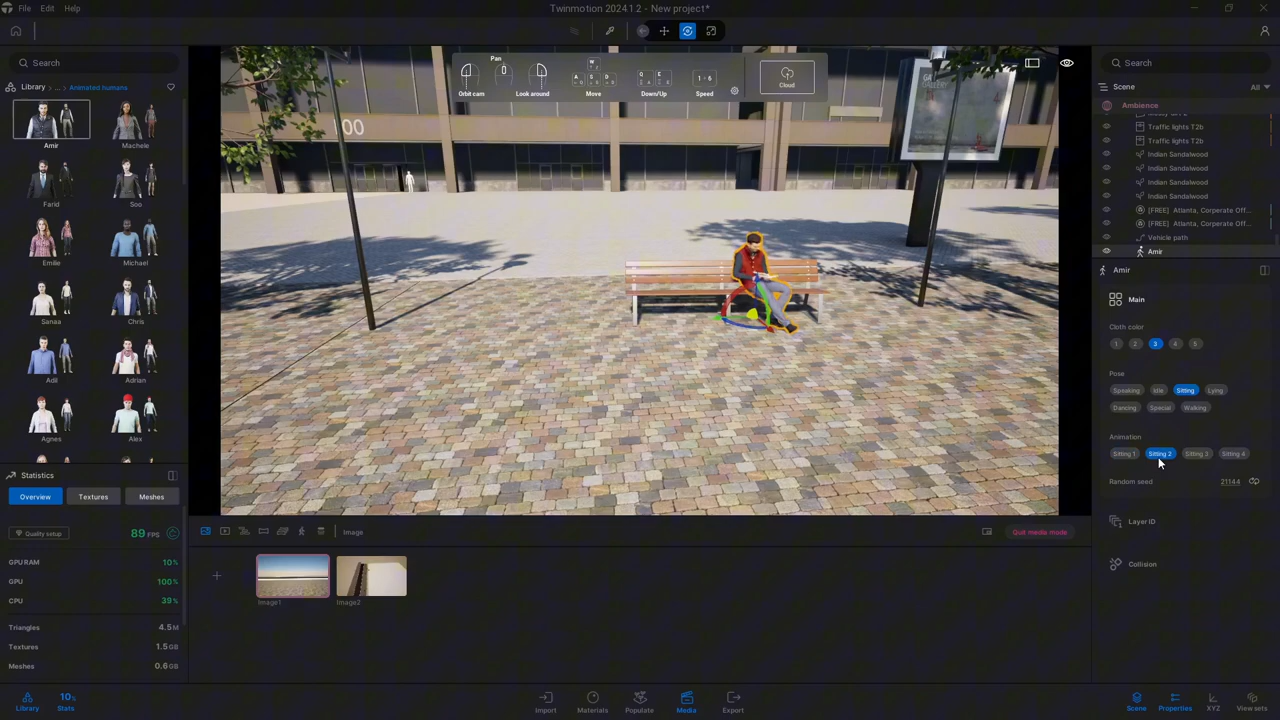 File Edit Help
Twinmotion 2024.1.2 - New project*
Search
Library › ... › Animated humans
Amir
Machele
Farid
Soo
Emilie
Michael
Sanaa
Chris
Adil
Adrian
Agnes
Alex
Statistics
Overview Textures Meshes
Quality setup 89 FPS
GPU RAM 10%
GPU 100%
CPU 39%
Triangles 4.5M
Textures 1.5GB
Meshes 0.6GB
Pan
W
A S D
Q E
1 - 6
Orbit cam Look around Move Down/Up Speed Cloud
00
GALLERY
Image Quit media mode
Image1 Image2
Search
Scene All
Ambience
Traffic lights T2b
Traffic lights T2b
Indian Sandalwood
Indian Sandalwood
Indian Sandalwood
Indian Sandalwood
[FREE] Atlanta, Corperate Off...
[FREE] Atlanta, Corperate Off...
Vehicle path
Amir
Amir
Main
Cloth color
1 2 3 4 5
Pose
Speaking Idle Sitting Lying
Dancing Special Walking
Animation
Sitting 1 Sitting 2 Sitting 3 Sitting 4
Random seed 21144
Layer ID
Collision
Library
10% Stats
Import Materials Populate Media Export
Scene Properties XYZ View sets